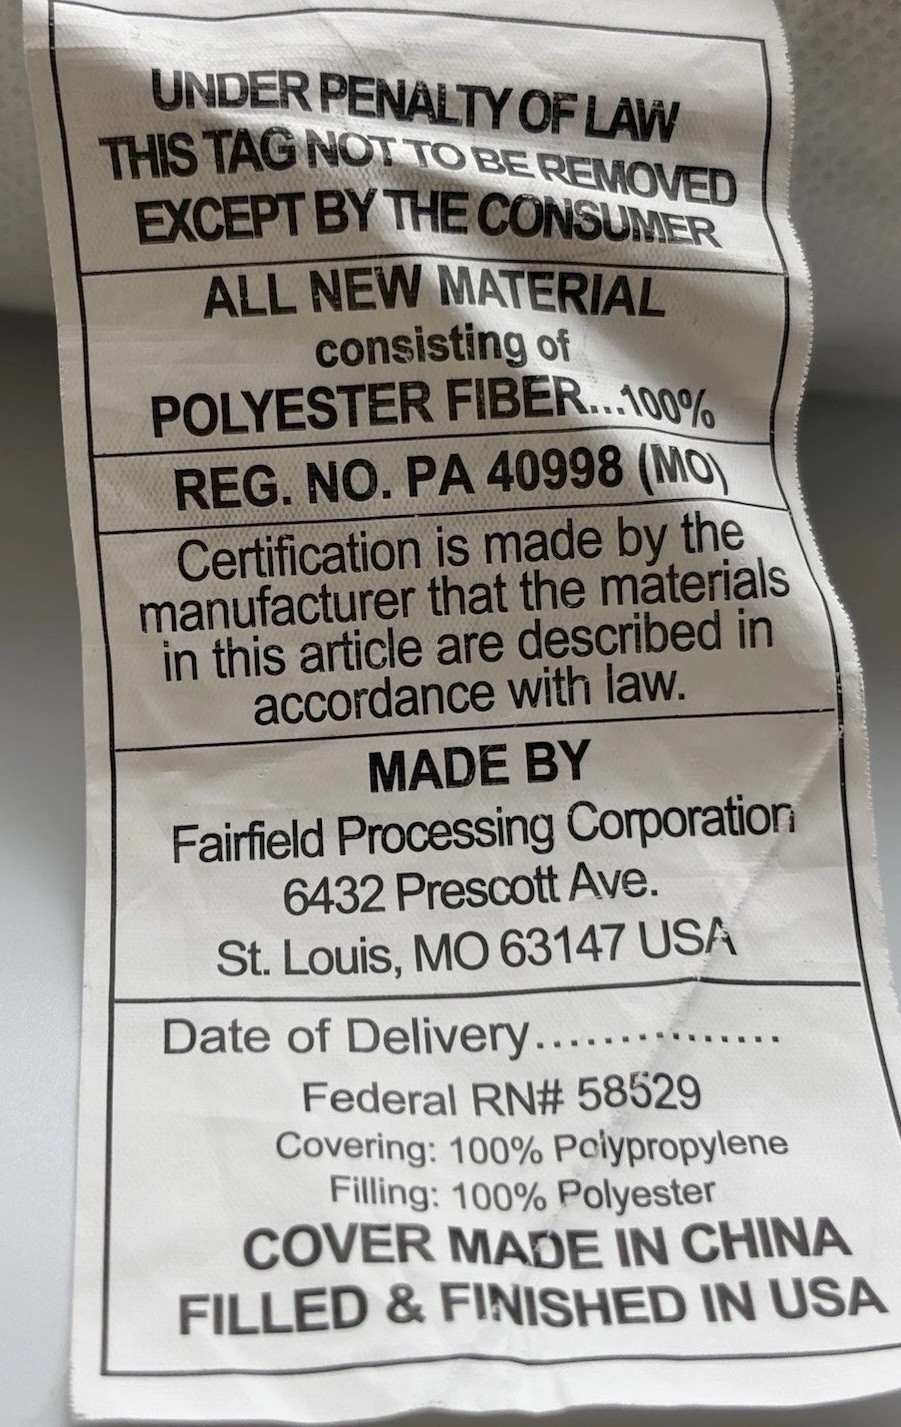 UNDER PENALTY OF LAW
THIS TAG NOT TO BE REMOVED
EXCEPT BY THE CONSUMER
ALL NEW MATERIAL
consisting of
POLYESTER FIBER...100%
REG. NO. PA 40998 (MO)
Certification is made by the
manufacturer that the materials
in this article are described in
accordance with law.
MADE BY
Fairfield Processing Corporation
6432 Prescott Ave.
St. Louis, MO 63147 USA
Date of Delivery...............
Federal RN# 58529
Covering: 100% Polypropylene
Filling: 100% Polyester
COVER MADE IN CHINA
FILLED & FINISHED IN USA